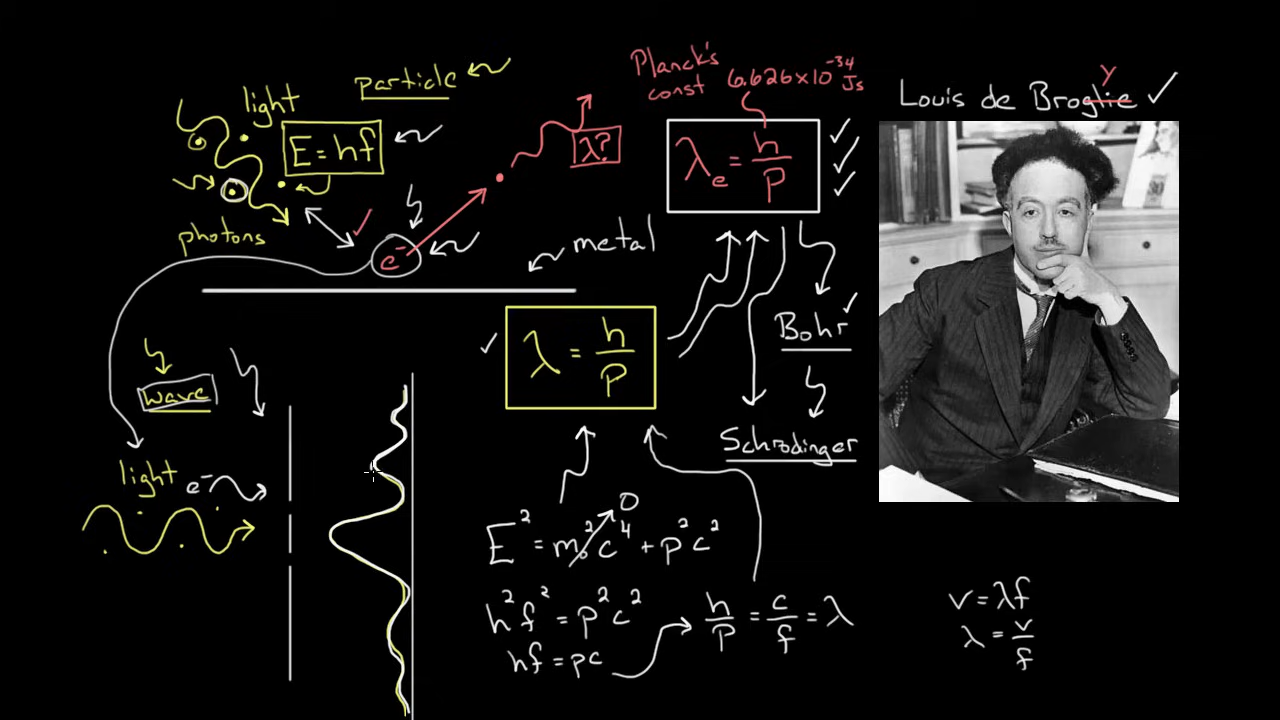 particle
light
E = hf
photons
e⁻
λ?
metal
Planck's
const 6.626 x 10⁻³⁴ Js
λₑ = h/p
Y
Louis de Broglie
λ = h/p
Bohr
Schrodinger
wave
light e⁻
0
E² = m₀²c⁴ + p²c²
h²f² = p²c²
hf = pc
h/p = c/f = λ
v = λf
λ = v/f